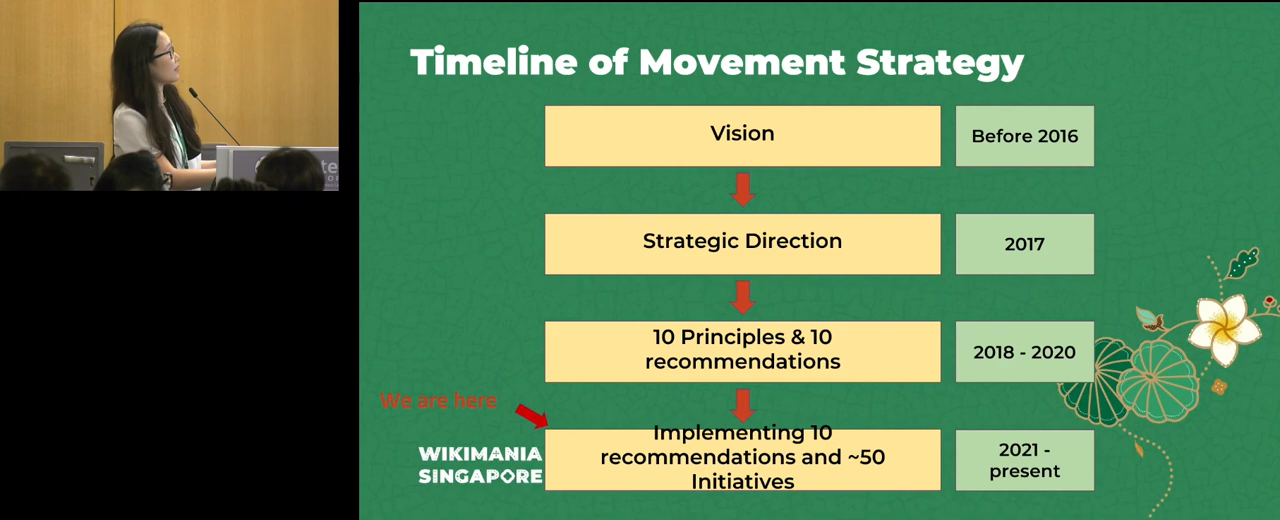 Timeline of Movement Strategy
Vision
Before 2016
Strategic Direction
2017
10 Principles & 10
recommendations
2018 - 2020
We are here
Implementing 10
recommendations and ~50
Initiatives
2021 -
present
WIKIMANIA
SINGAPORE